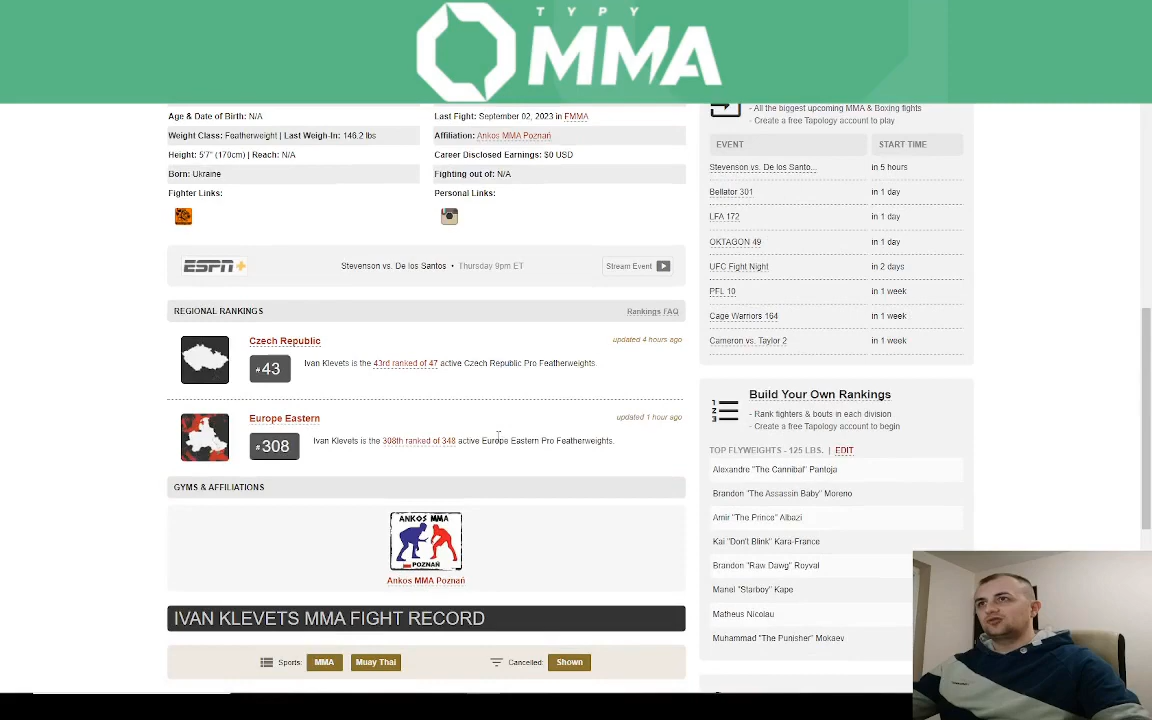 TYPY
MMA
Age & Date of Birth: N/A
Last Fight: September 02, 2023 in FMMA
Weight Class: Featherweight | Last Weigh-In: 146.2 lbs
Affiliation: Ankos MMA Poznań
Height: 5'7" (170cm) | Reach: N/A
Career Disclosed Earnings: $0 USD
Born: Ukraine
Fighting out of: N/A
Fighter Links:
Personal Links:
ESPN+
Stevenson vs. De los Santos • Thursday 9pm ET
Stream Event
REGIONAL RANKINGS
Rankings FAQ
Czech Republic
updated 4 hours ago
#43
Ivan Klevets is the 43rd ranked of 47 active Czech Republic Pro Featherweights.
Europe Eastern
updated 1 hour ago
#308
Ivan Klevets is the 308th ranked of 348 active Europe Eastern Pro Featherweights.
GYMS & AFFILIATIONS
ANKOS MMA
POZNAŃ
Ankos MMA Poznań
IVAN KLEVETS MMA FIGHT RECORD
Sports: MMA Muay Thai
Cancelled: Shown
- All the biggest upcoming MMA & Boxing fights
- Create a free Tapology account to play
EVENT START TIME
Stevenson vs. De los Santo... in 5 hours
Bellator 301 in 1 day
LFA 172 in 1 day
OKTAGON 49 in 1 day
UFC Fight Night in 2 days
PFL 10 in 1 week
Cage Warriors 164 in 1 week
Cameron vs. Taylor 2 in 1 week
1
2
3
Build Your Own Rankings
- Rank fighters & bouts in each division
- Create a free Tapology account to begin
TOP FLYWEIGHTS - 125 LBS. | EDIT
Alexandre "The Cannibal" Pantoja
Brandon "The Assassin Baby" Moreno
Amir "The Prince" Albazi
Kai "Don't Blink" Kara-France
Brandon "Raw Dawg" Royval
Manel "Starboy" Kape
Matheus Nicolau
Muhammad "The Punisher" Mokaev